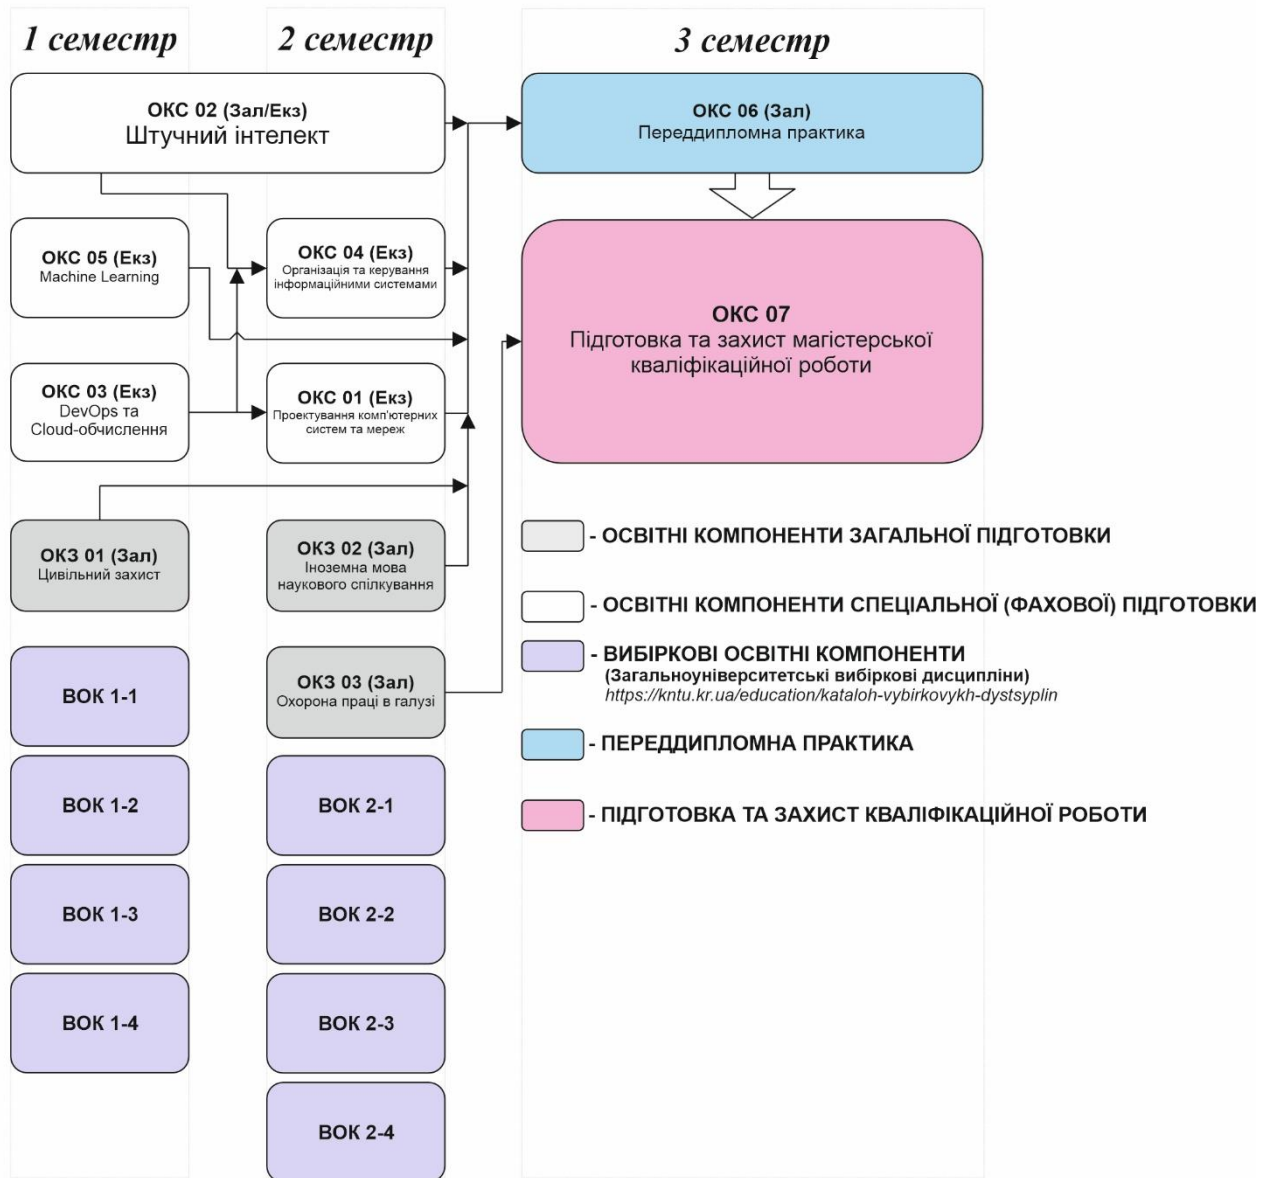 1 семестр
2 семестр
3 семестр
ОКС 02 (Зал/Екз)
Штучний інтелект
ОКС 06 (Зал)
Переддипломна практика
ОКС 05 (Екз)
Machine Learning
ОКС 04 (Екз)
Організація та керування
інформаційними системами
ОКС 07
Підготовка та захист магістерської
кваліфікаційної роботи
ОКС 03 (Екз)
DevOps та
Cloud-обчислення
ОКС 01 (Екз)
Проектування комп'ютерних
систем та мереж
ОКЗ 01 (Зал)
Цивільний захист
ОКЗ 02 (Зал)
Іноземна мова
наукового спілкування
ОКЗ 03 (Зал)
Охорона праці в галузі
ВОК 1-1
ВОК 1-2
ВОК 1-3
ВОК 1-4
ВОК 2-1
ВОК 2-2
ВОК 2-3
ВОК 2-4
- ОСВІТНІ КОМПОНЕНТИ ЗАГАЛЬНОЇ ПІДГОТОВКИ
- ОСВІТНІ КОМПОНЕНТИ СПЕЦІАЛЬНОЇ (ФАХОВОЇ) ПІДГОТОВКИ
- ВИБІРКОВІ ОСВІТНІ КОМПОНЕНТИ
(Загальноуніверситетські вибіркові дисципліни)
https://kntu.kr.ua/education/kataloh-vybirkovykh-dystsyplin
- ПЕРЕДДИПЛОМНА ПРАКТИКА
- ПІДГОТОВКА ТА ЗАХИСТ КВАЛІФІКАЦІЙНОЇ РОБОТИ